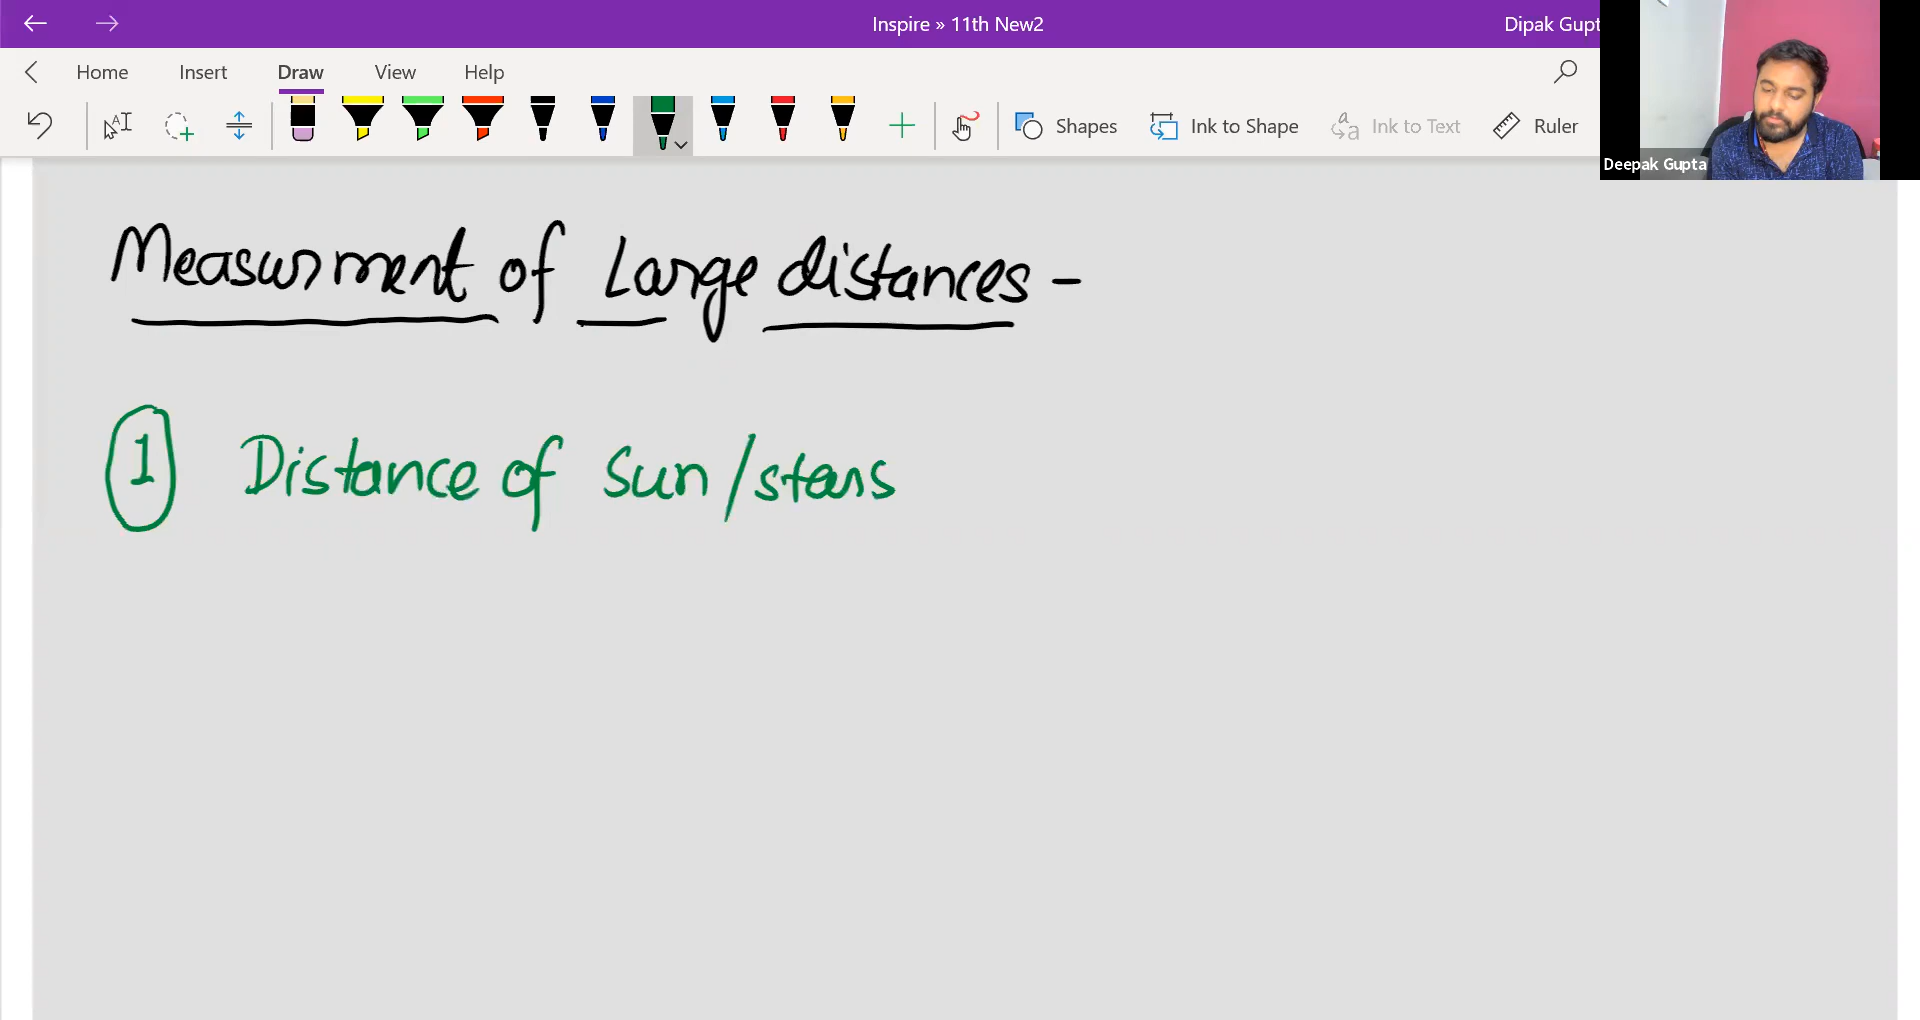 Inspire » 11th New2
Dipak Gupt
Home Insert Draw View Help
Shapes Ink to Shape Ink to Text Ruler
Deepak Gupta
Measurment of Large distances -
1 Distance of Sun/stars